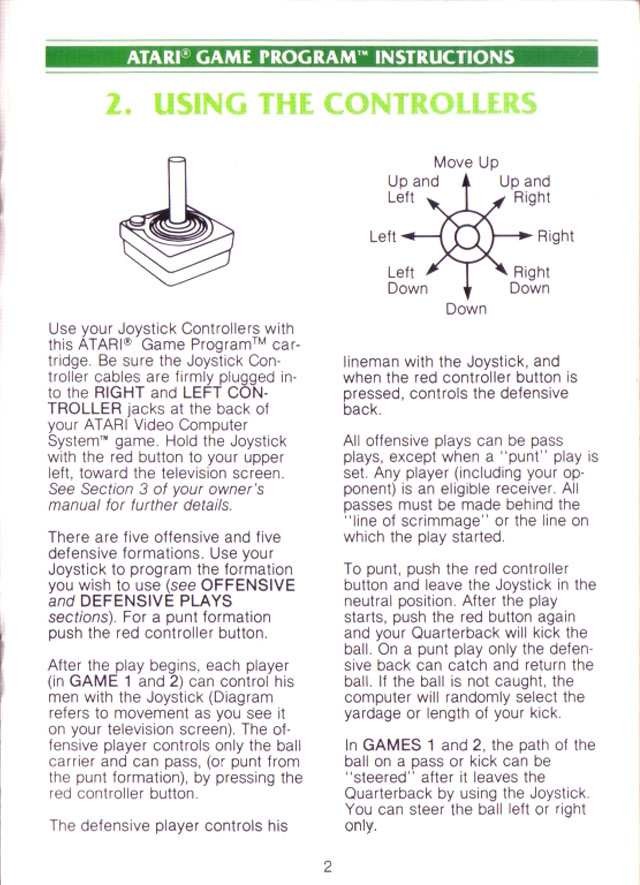 ATARI® GAME PROGRAM™ INSTRUCTIONS
2. USING THE CONTROLLERS
Move Up
Up and Left
Up and Right
Left
Right
Left Down
Right Down
Down
Use your Joystick Controllers with
this ATARI® Game Program™ car-
tridge. Be sure the Joystick Con-
troller cables are firmly plugged in-
to the RIGHT and LEFT CON-
TROLLER jacks at the back of
your ATARI Video Computer
System™ game. Hold the Joystick
with the red button to your upper
left, toward the television screen.
See Section 3 of your owner's
manual for further details.
There are five offensive and five
defensive formations. Use your
Joystick to program the formation
you wish to use (see OFFENSIVE
and DEFENSIVE PLAYS
sections). For a punt formation
push the red controller button.
After the play begins, each player
(in GAME 1 and 2) can control his
men with the Joystick (Diagram
refers to movement as you see it
on your television screen). The of-
fensive player controls only the ball
carrier and can pass, (or punt from
the punt formation), by pressing the
red controller button.
The defensive player controls his
lineman with the Joystick, and
when the red controller button is
pressed, controls the defensive
back.
All offensive plays can be pass
plays, except when a "punt" play is
set. Any player (including your op-
ponent) is an eligible receiver. All
passes must be made behind the
"line of scrimmage" or the line on
which the play started.
To punt, push the red controller
button and leave the Joystick in the
neutral position. After the play
starts, push the red button again
and your Quarterback will kick the
ball. On a punt play only the defen-
sive back can catch and return the
ball. If the ball is not caught, the
computer will randomly select the
yardage or length of your kick.
In GAMES 1 and 2, the path of the
ball on a pass or kick can be
"steered" after it leaves the
Quarterback by using the Joystick.
You can steer the ball left or right
only.
2